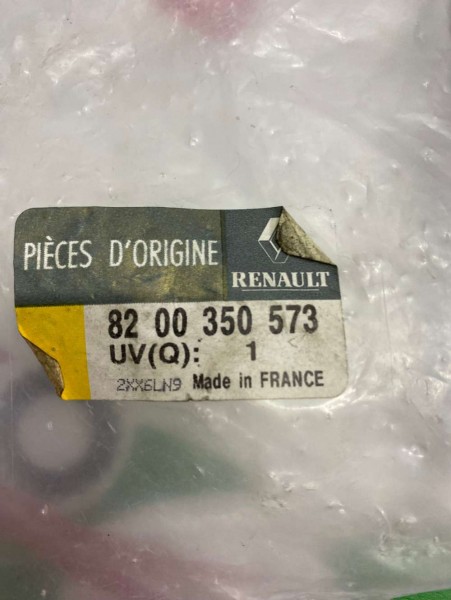 PIÈCES D'ORIGINE
RENAULT
82 00 350 573
UV(Q): 1
2XX6LN9 Made in FRANCE